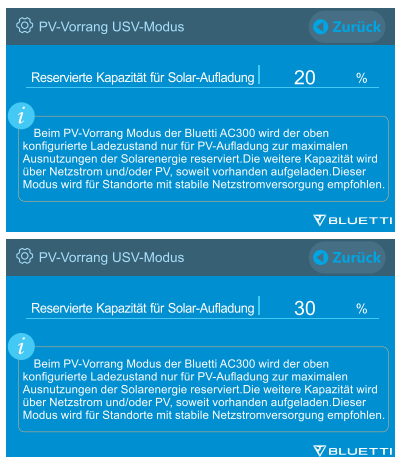 PV-Vorrang USV-Modus Zurück
Reservierte Kapazität für Solar-Aufladung 20 %
i
Beim PV-Vorrang Modus der Bluetti AC300 wird der oben
konfigurierte Ladezustand nur für PV-Aufladung zur maximalen
Ausnutzungen der Solarenergie reserviert.Die weitere Kapazität wird
über Netzstrom und/oder PV, soweit vorhanden aufgeladen.Dieser
Modus wird für Standorte mit stabile Netzstromversorgung empfohlen.
BLUETTI
PV-Vorrang USV-Modus Zurück
Reservierte Kapazität für Solar-Aufladung 30 %
i
Beim PV-Vorrang Modus der Bluetti AC300 wird der oben
konfigurierte Ladezustand nur für PV-Aufladung zur maximalen
Ausnutzungen der Solarenergie reserviert.Die weitere Kapazität wird
über Netzstrom und/oder PV, soweit vorhanden aufgeladen.Dieser
Modus wird für Standorte mit stabile Netzstromversorgung empfohlen.
BLUETTI